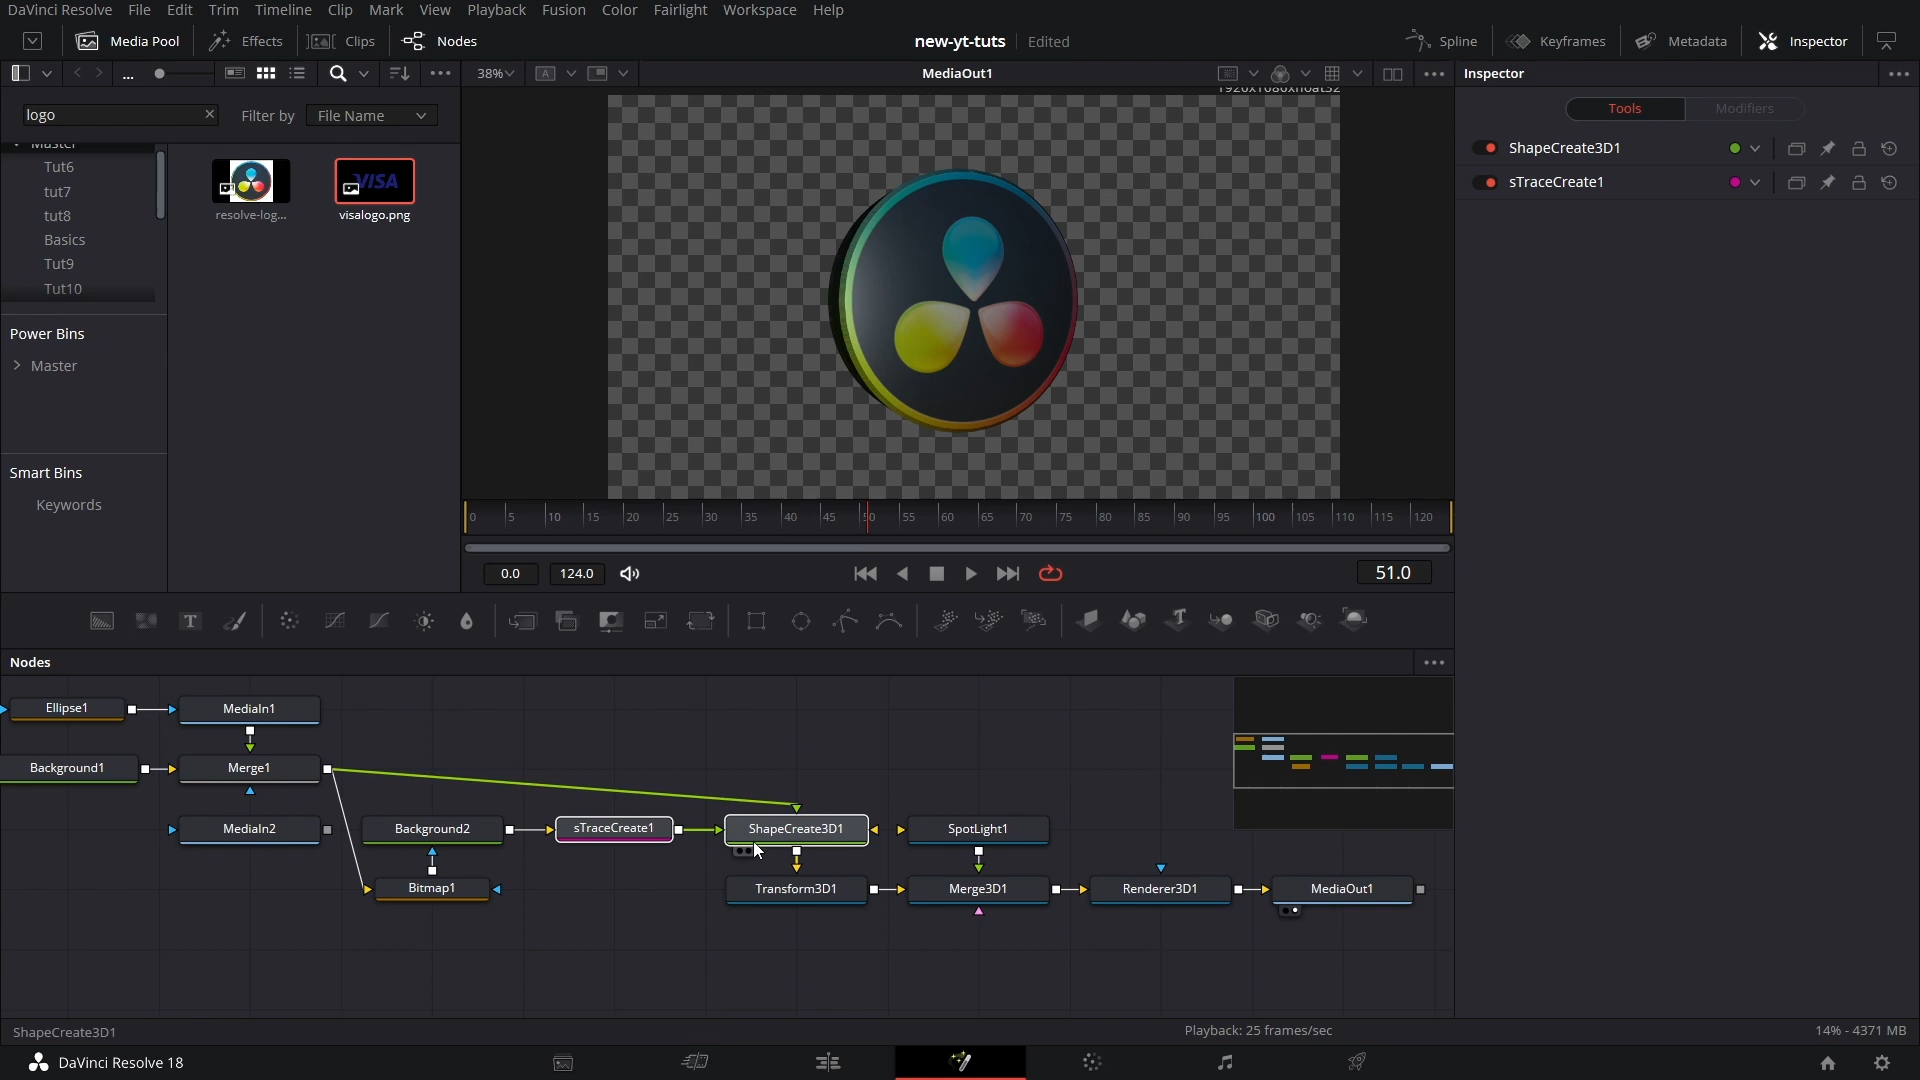 DaVinci Resolve File Edit Trim Timeline Clip Mark View Playback Fusion Color Fairlight Workspace Help
Media Pool Effects Clips Nodes new-yt-tuts Edited Spline Keyframes Metadata Inspector
... 38% A MediaOut1 Inspector
1920x1080xfloat32
logo Filter by File Name Tools Modifiers
Master
Tut6
tut7
tut8
Basics
Tut9
Tut10
VISA
resolve-log... visalogo.png
Power Bins
Master
Smart Bins
Keywords
ShapeCreate3D1
sTraceCreate1
0 5 10 15 20 25 30 35 40 45 50 55 60 65 70 75 80 85 90 95 100 105 110 115 120
0.0 124.0 51.0
T T
Nodes
Ellipse1 MediaIn1
Background1 Merge1
MediaIn2 Background2 sTraceCreate1 ShapeCreate3D1 SpotLight1
Bitmap1 Transform3D1 Merge3D1 Renderer3D1 MediaOut1
ShapeCreate3D1 Playback: 25 frames/sec 14% - 4371 MB
DaVinci Resolve 18